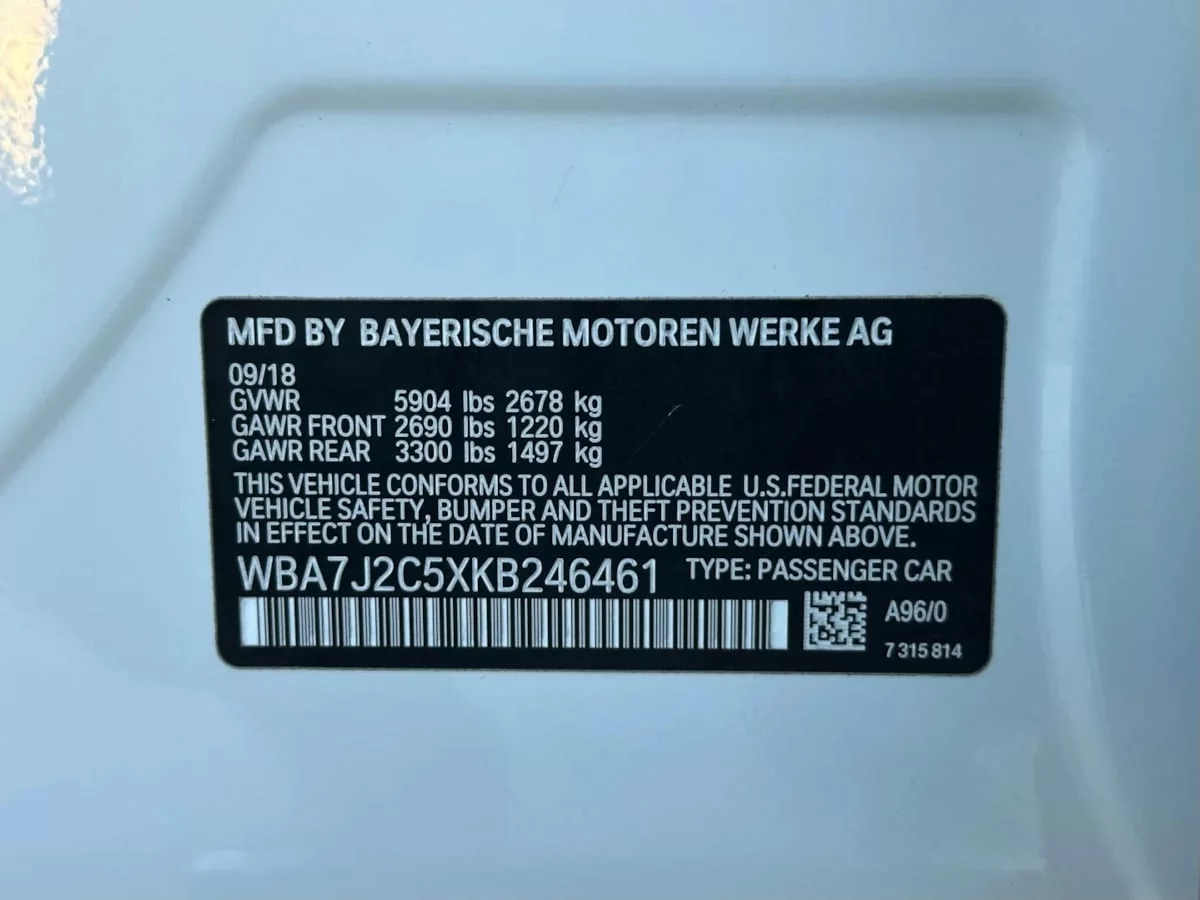 MFD BY BAYERISCHE MOTOREN WERKE AG
09/18
GVWR 5904 lbs 2678 kg
GAWR FRONT 2690 lbs 1220 kg
GAWR REAR 3300 lbs 1497 kg
THIS VEHICLE CONFORMS TO ALL APPLICABLE U.S.FEDERAL MOTOR
VEHICLE SAFETY, BUMPER AND THEFT PREVENTION STANDARDS
IN EFFECT ON THE DATE OF MANUFACTURE SHOWN ABOVE.
WBA7J2C5XKB246461 TYPE: PASSENGER CAR
A96/0
7 315 814